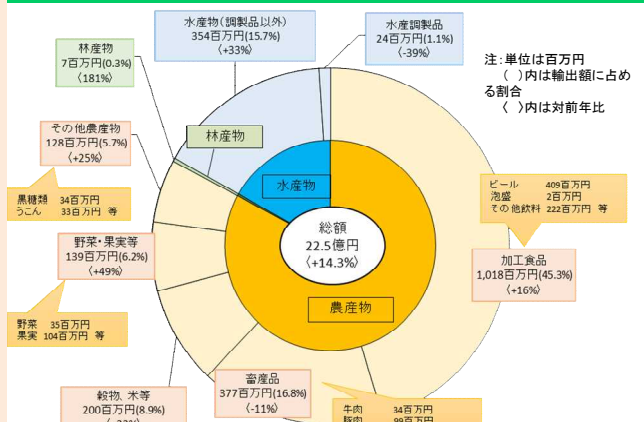 水産物(調製品以外)
354百万円(15.7%)
〈+33%〉
水産調製品
24百万円(1.1%)
〈-39%〉
林産物
7百万円(0.3%)
〈181%〉
注:単位は百万円
( )内は輸出額に占め
る割合
〈 〉内は対前年比
その他農産物
128百万円(5.7%)
〈+25%〉
林産物
水産物
黒糖類 34百万円
うこん 33百万円 等
ビール 409百万円
泡盛 2百万円
その他飲料 222百万円 等
総額
22.5億円
〈+14.3%〉
野菜・果実等
139百万円(6.2%)
〈+49%〉
加工食品
1,018百万円(45.3%)
〈+16%〉
農産物
野菜 35百万円
果実 104百万円 等
畜産品
377百万円(16.8%)
〈-11%〉
穀物、米等
200百万円(8.9%)
牛肉 34百万円
豚肉 99百万円